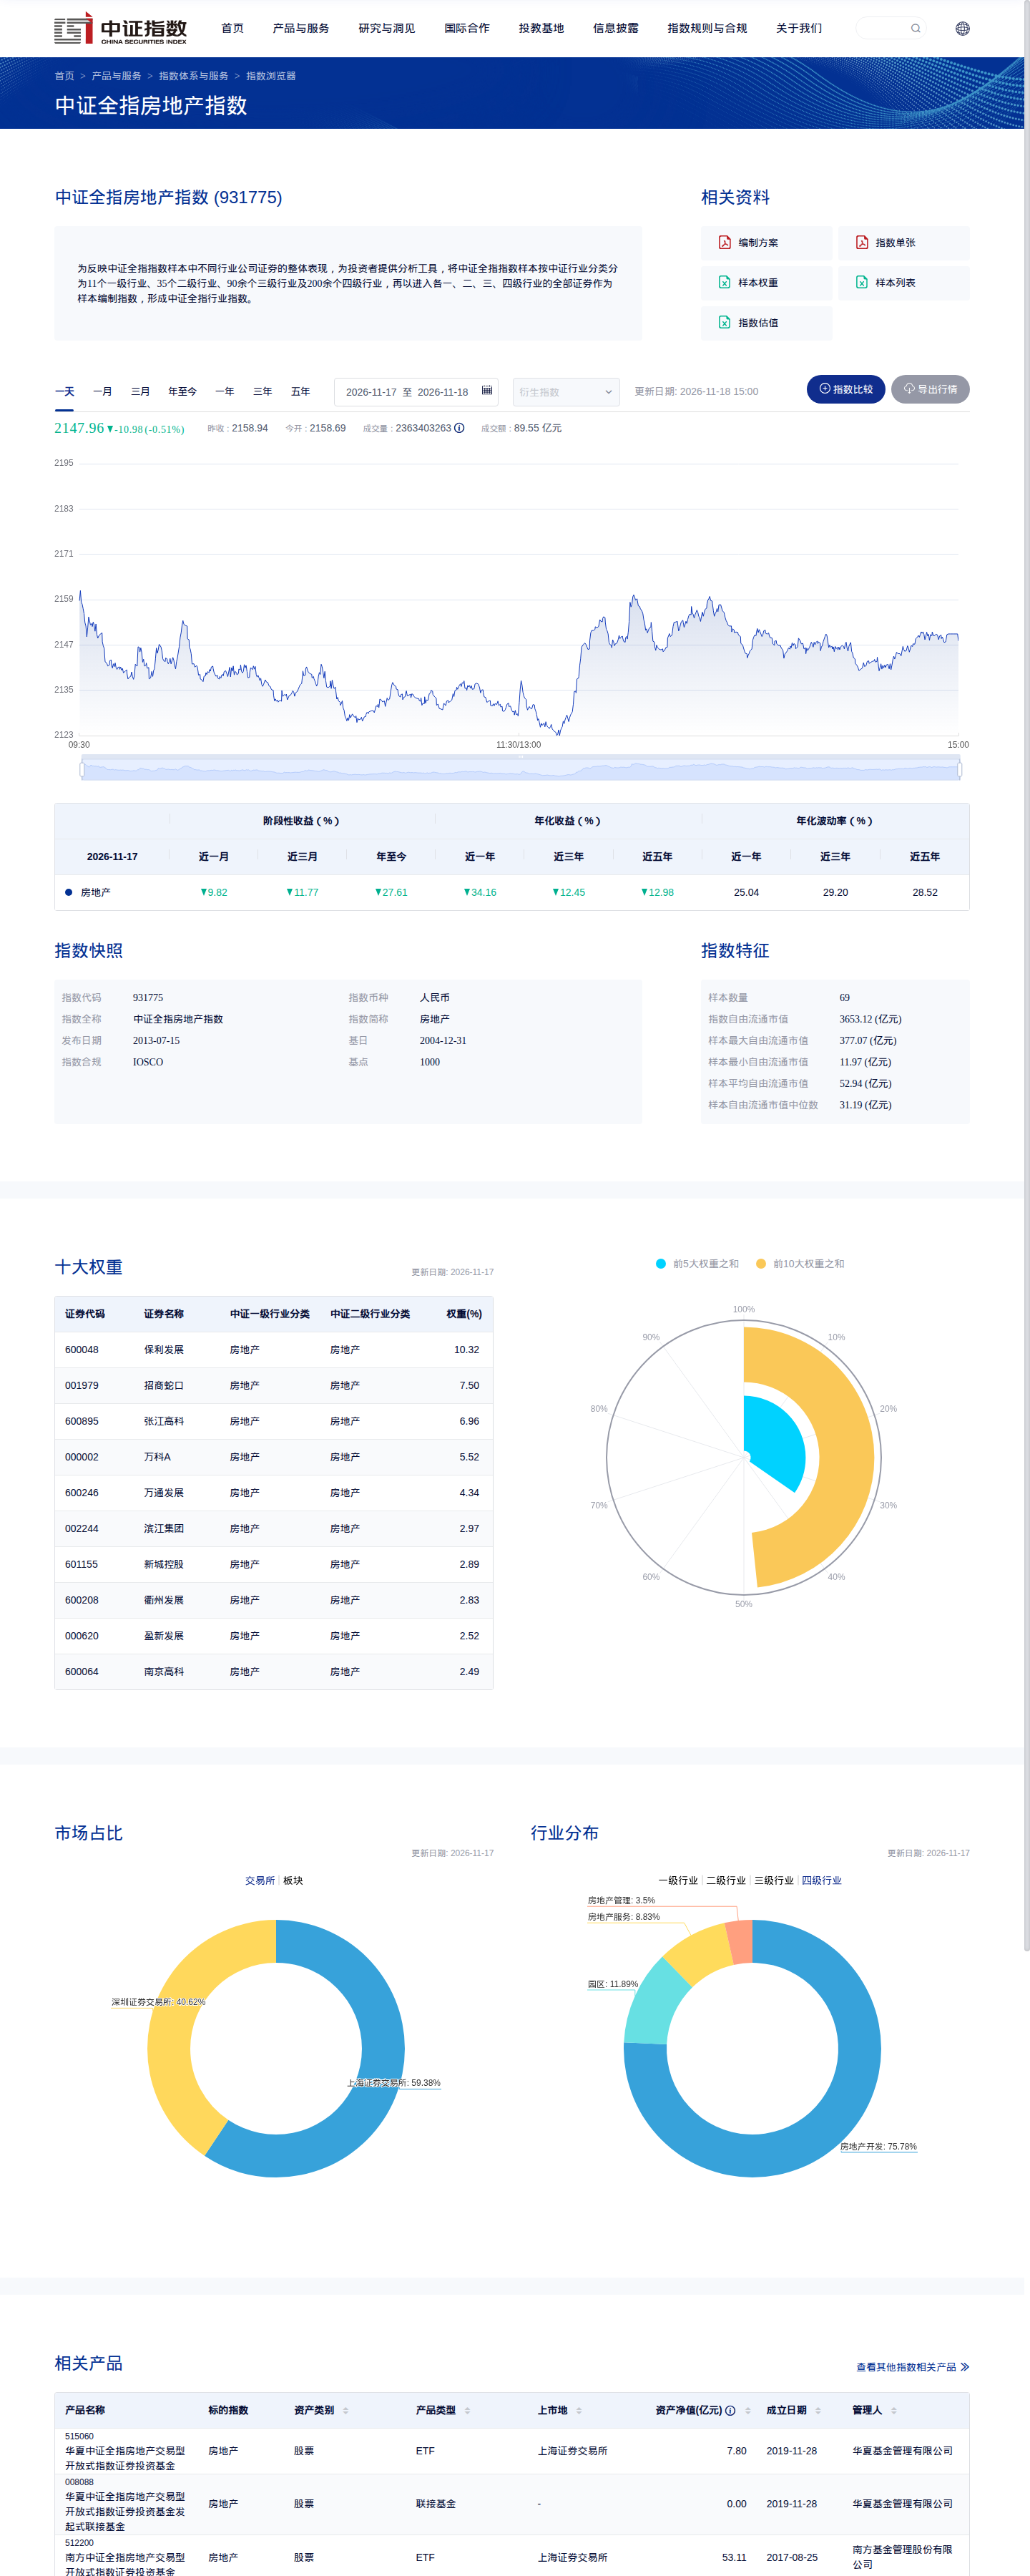 中证指数
CHINA SECURITIES INDEX
首页 产品与服务 研究与洞见 国际合作 投教基地 信息披露 指数规则与合规 关于我们
首页 > 产品与服务 > 指数体系与服务 > 指数浏览器
中证全指房地产指数
中证全指房地产指数 (931775)
为反映中证全指指数样本中不同行业公司证券的整体表现，为投资者提供分析工具，将中证全指指数样本按中证行业分类分
为11个一级行业、35个二级行业、90余个三级行业及200余个四级行业，再以进入各一、二、三、四级行业的全部证券作为
样本编制指数，形成中证全指行业指数。
相关资料
编制方案 指数单张
样本权重 样本列表
指数估值
一天 一月 三月 年至今 一年 三年 五年 2026-11-17 至 2026-11-18 衍生指数 更新日期: 2026-11-18 15:00 指数比较 导出行情
2147.96 ▼-10.98 (-0.51%) 昨收 : 2158.94 今开 : 2158.69 成交量 : 2363403263 成交额 : 89.55 亿元
2195
2183
2171
2159
2147
2135
2123
09:30 11:30/13:00 15:00
阶段性收益 ( % ) 年化收益 ( % ) 年化波动率 ( % )
2026-11-17 近一月 近三月 年至今 近一年 近三年 近五年 近一年 近三年 近五年
房地产 ▼9.82 ▼11.77 ▼27.61 ▼34.16 ▼12.45 ▼12.98 25.04 29.20 28.52
指数快照
指数代码 931775 指数币种 人民币
指数全称 中证全指房地产指数 指数简称 房地产
发布日期 2013-07-15 基日 2004-12-31
指数合规 IOSCO 基点 1000
指数特征
样本数量 69
指数自由流通市值 3653.12 (亿元)
样本最大自由流通市值 377.07 (亿元)
样本最小自由流通市值 11.97 (亿元)
样本平均自由流通市值 52.94 (亿元)
样本自由流通市值中位数 31.19 (亿元)
十大权重
更新日期: 2026-11-17
证券代码 证券名称 中证一级行业分类 中证二级行业分类 权重(%)
600048 保利发展 房地产 房地产 10.32
001979 招商蛇口 房地产 房地产 7.50
600895 张江高科 房地产 房地产 6.96
000002 万科A 房地产 房地产 5.52
600246 万通发展 房地产 房地产 4.34
002244 滨江集团 房地产 房地产 2.97
601155 新城控股 房地产 房地产 2.89
600208 衢州发展 房地产 房地产 2.83
000620 盈新发展 房地产 房地产 2.52
600064 南京高科 房地产 房地产 2.49
前5大权重之和 前10大权重之和
100%
90% 10%
80% 20%
70% 30%
60% 40%
50%
市场占比
更新日期: 2026-11-17
交易所 板块
深圳证券交易所: 40.62%
上海证券交易所: 59.38%
行业分布
更新日期: 2026-11-17
一级行业 二级行业 三级行业 四级行业
房地产管理: 3.5%
房地产服务: 8.83%
园区: 11.89%
房地产开发: 75.78%
相关产品
查看其他指数相关产品
产品名称 标的指数 资产类别 产品类型 上市地 资产净值(亿元) 成立日期 管理人
515060
华夏中证全指房地产交易型
开放式指数证券投资基金
房地产 股票 ETF 上海证券交易所 7.80 2019-11-28 华夏基金管理有限公司
008088
华夏中证全指房地产交易型
开放式指数证券投资基金发
起式联接基金
房地产 股票 联接基金 - 0.00 2019-11-28 华夏基金管理有限公司
512200
南方中证全指房地产交易型
开放式指数证券投资基金
房地产 股票 ETF 上海证券交易所 53.11 2017-08-25 南方基金管理股份有限
公司